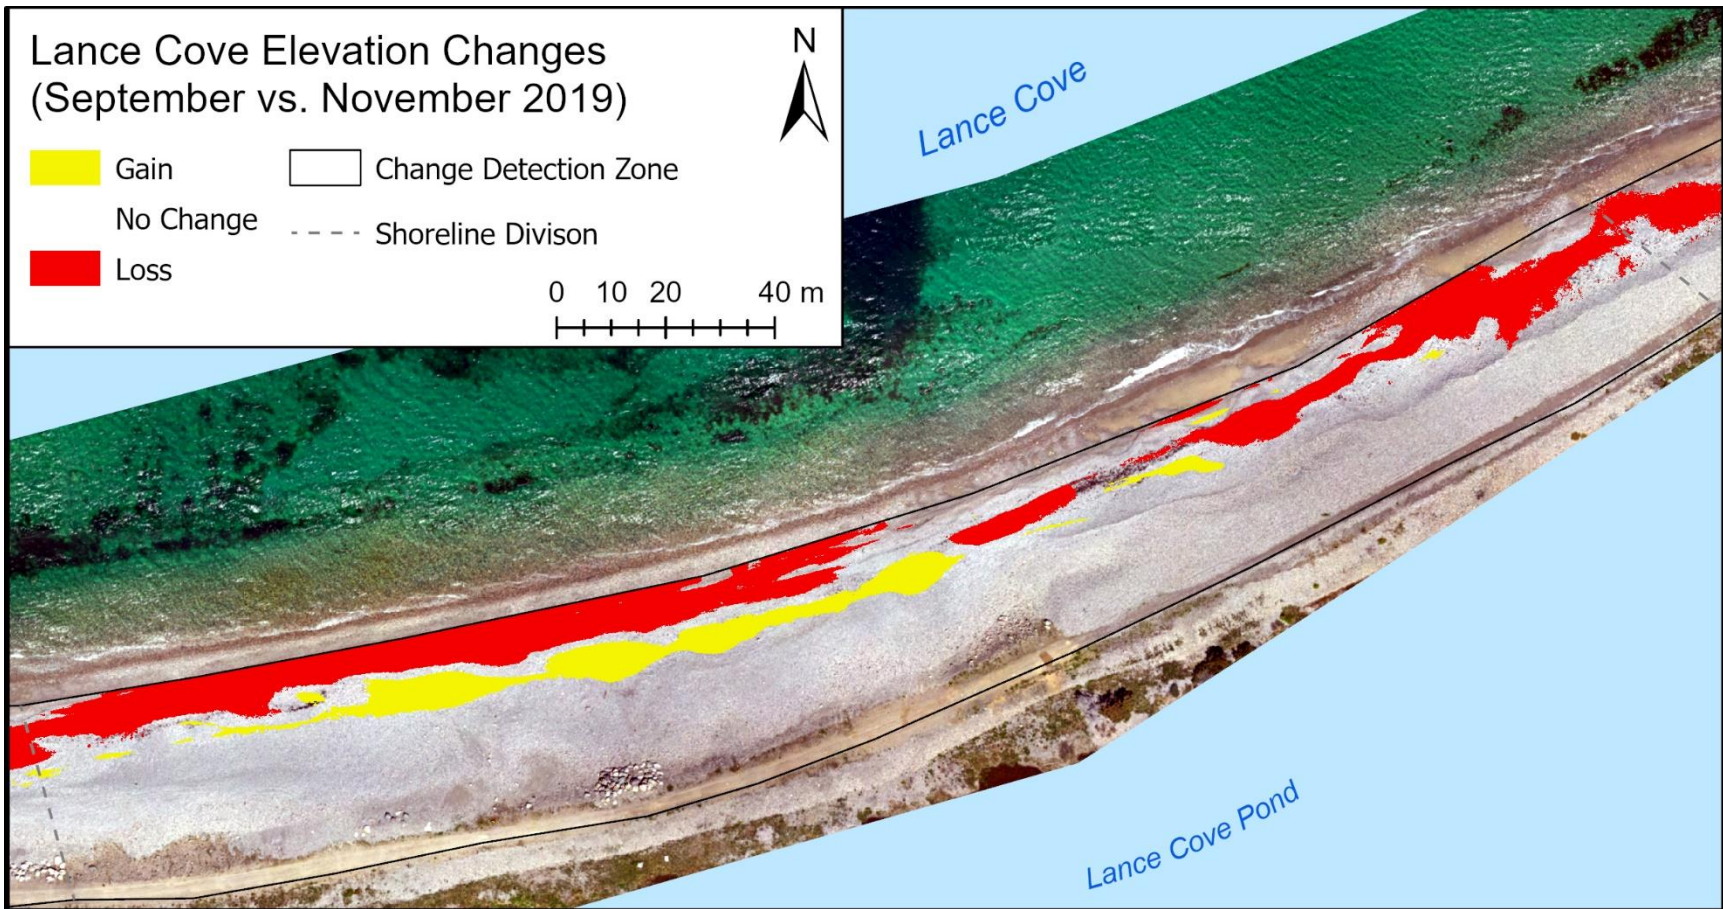 Lance Cove Elevation Changes
(September vs. November 2019)
N
Gain
Change Detection Zone
No Change
Shoreline Divison
Loss
0 10 20 40 m
Lance Cove
Lance Cove Pond